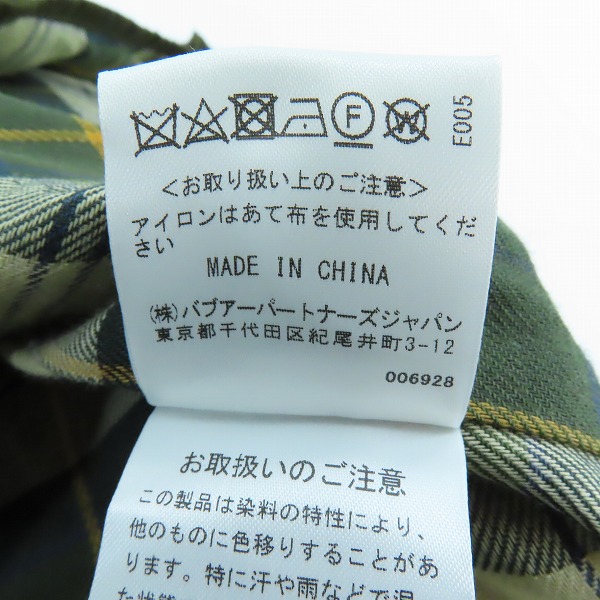 F W
E005
<お取り扱い上のご注意>
アイロンはあて布を使用してくだ
さい
MADE IN CHINA
(株)バブアーパートナーズジャパン
東京都千代田区紀尾井町3-12
006928
お取扱いのご注意
この製品は染料の特性により、
他のものに色移りすることがあ
ります。特に汗や雨などで湿